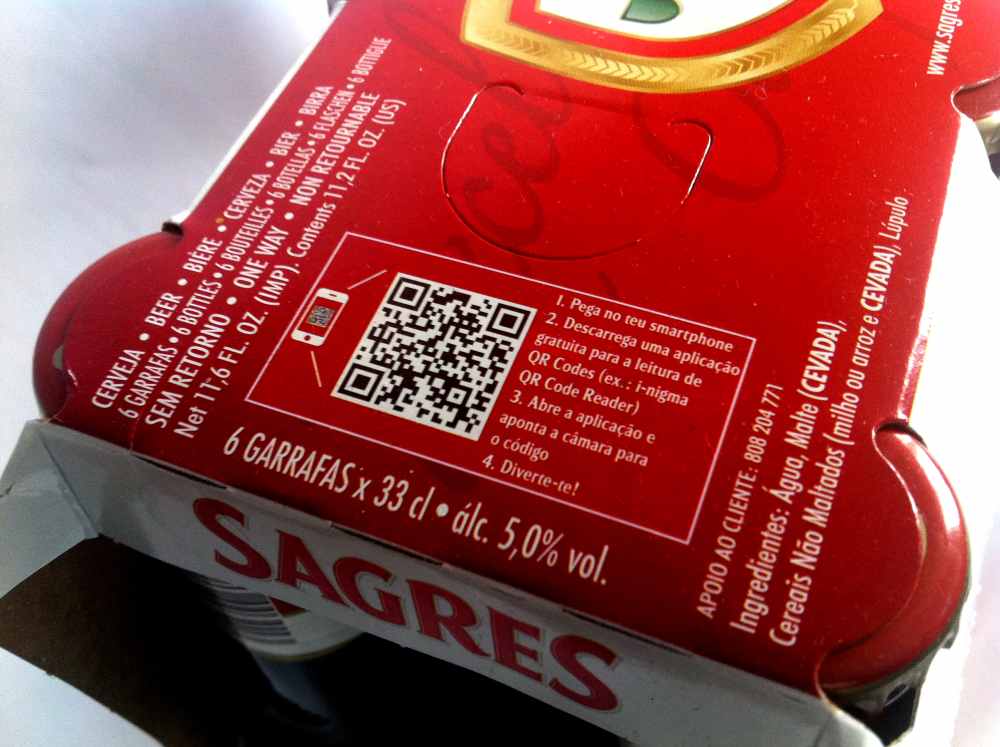 www.sagres
CERVEJA • BEER • BIÈRE • CERVEZA • BIER • BIRRA
6 GARRAFAS • 6 BOTTLES • 6 BOUTEILLES • 6 BOTELLAS • 6 FLASCHEN • 6 BOTTIGLIE
SEM RETORNO • ONE WAY • NON RETOURNABLE
Net 11,6 FL. OZ. (IMP). Contents 11,2 FL. OZ. (US)
1. Pega no teu smartphone
2. Descarrega uma aplicação
gratuita para a leitura de
QR Codes (ex.: i-nigma
QR Code Reader)
3. Abre a aplicação e
aponta a câmara para
o código
4. Diverte-te!
6 GARRAFAS x 33 cl • álc. 5,0% vol.
APOIO AO CLIENTE: 808 204 771
Ingredientes: Água, Malte (CEVADA),
Cereais Não Maltados (milho ou arroz e CEVADA), Lúpulo
SAGRES